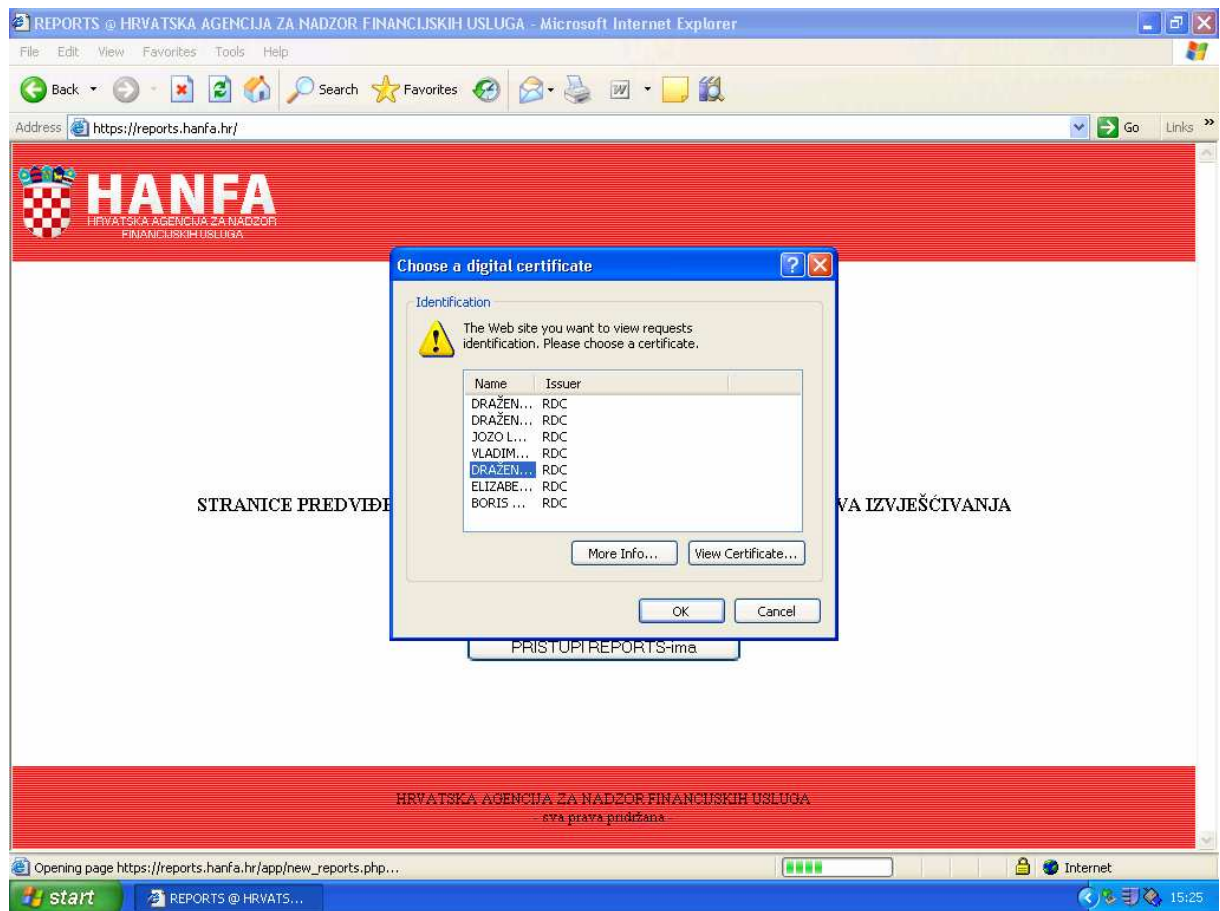 REPORTS @ HRVATSKA AGENCIJA ZA NADZOR FINANCIJSKIH USLUGA - Microsoft Internet Explorer
File Edit View Favorites Tools Help
Back Search Favorites
Address https://reports.hanfa.hr/ Go Links »
HANFA
HRVATSKA AGENCIJA ZA NADZOR
FINANCIJSKIH USLUGA
Choose a digital certificate
Identification
The Web site you want to view requests
identification. Please choose a certificate.
Name Issuer
DRAŽEN... RDC
DRAŽEN... RDC
JOZO L... RDC
VLADIM... RDC
DRAŽEN... RDC
ELIZABE... RDC
BORIS ... RDC
More Info... View Certificate...
OK Cancel
STRANICE PREDVIĐE VA IZVJEŠĆIVANJA
PRISTUPI REPORTS-ima
HRVATSKA AGENCIJA ZA NADZOR FINANCIJSKIH USLUGA
- sva prava pridržana -
Opening page https://reports.hanfa.hr/app/new_reports.php... Internet
start REPORTS @ HRVATS... 15:25